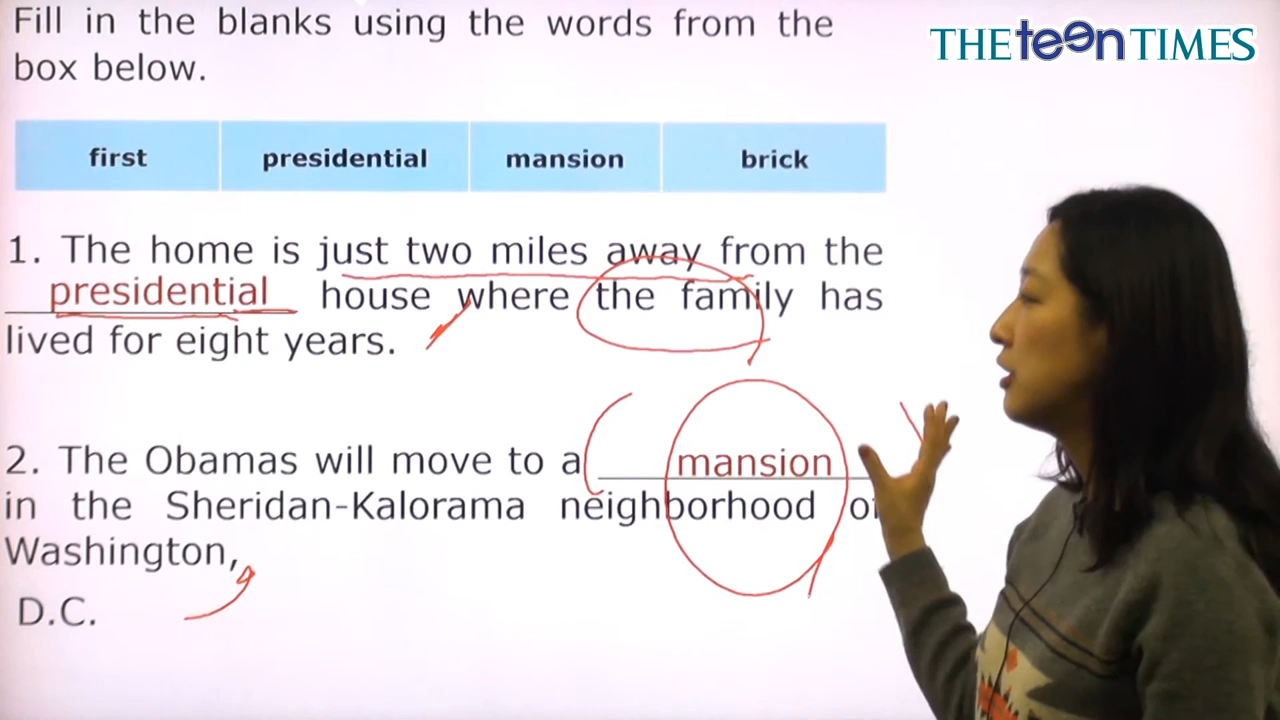 Fill in the blanks using the words from the
THE teen TIMES
box below.
first presidential mansion brick
1. The home is just two miles away from the
presidential house where the family has
lived for eight years.
2. The Obamas will move to a mansion
in the Sheridan-Kalorama neighborhood of
Washington,
D.C.